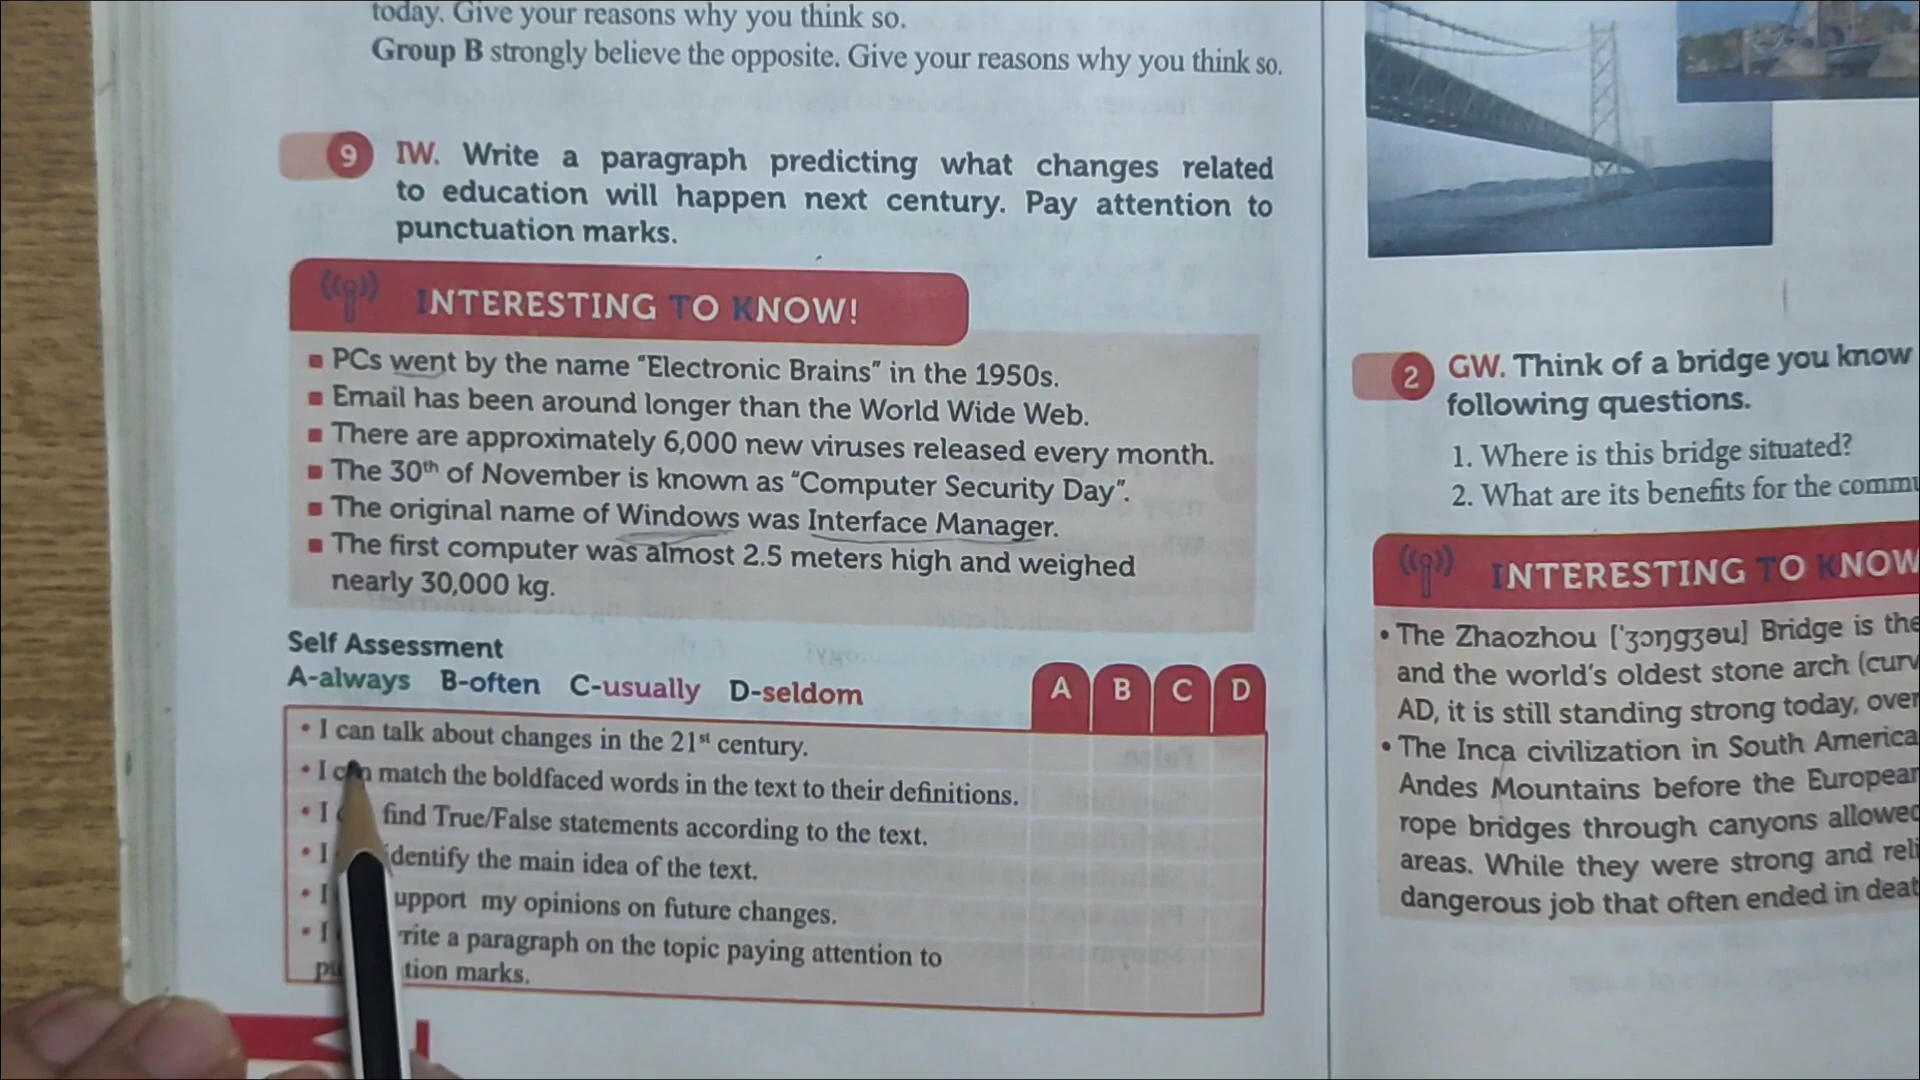 today. Give your reasons why you think so.
Group B strongly believe the opposite. Give your reasons why you think so.
9 IW. Write a paragraph predicting what changes related
to education will happen next century. Pay attention to
punctuation marks.
INTERESTING TO KNOW!
▪ PCs went by the name “Electronic Brains” in the 1950s.
▪ Email has been around longer than the World Wide Web.
▪ There are approximately 6,000 new viruses released every month.
▪ The 30th of November is known as “Computer Security Day”.
▪ The original name of Windows was Interface Manager.
▪ The first computer was almost 2.5 meters high and weighed
nearly 30,000 kg.
Self Assessment
A-always B-often C-usually D-seldom
A B C D
• I can talk about changes in the 21st century.
• I can match the boldfaced words in the text to their definitions.
• I find True/False statements according to the text.
• I identify the main idea of the text.
• I my opinions on future changes.
• I a paragraph on the topic paying attention to
marks.
2 GW. Think of a bridge you know
following questions.
1. Where is this bridge situated?
2. What are its benefits for the
INTERESTING TO KNOW
• The Zhaozhou ['ʒɔŋgʒəu] Bridge is the
and the world’s oldest stone arch
AD, it is still standing strong today, over
• The Inca civilization in South America
Andes Mountains before the European
rope bridges through canyons allowed
areas. While they were strong and
dangerous job that often ended in